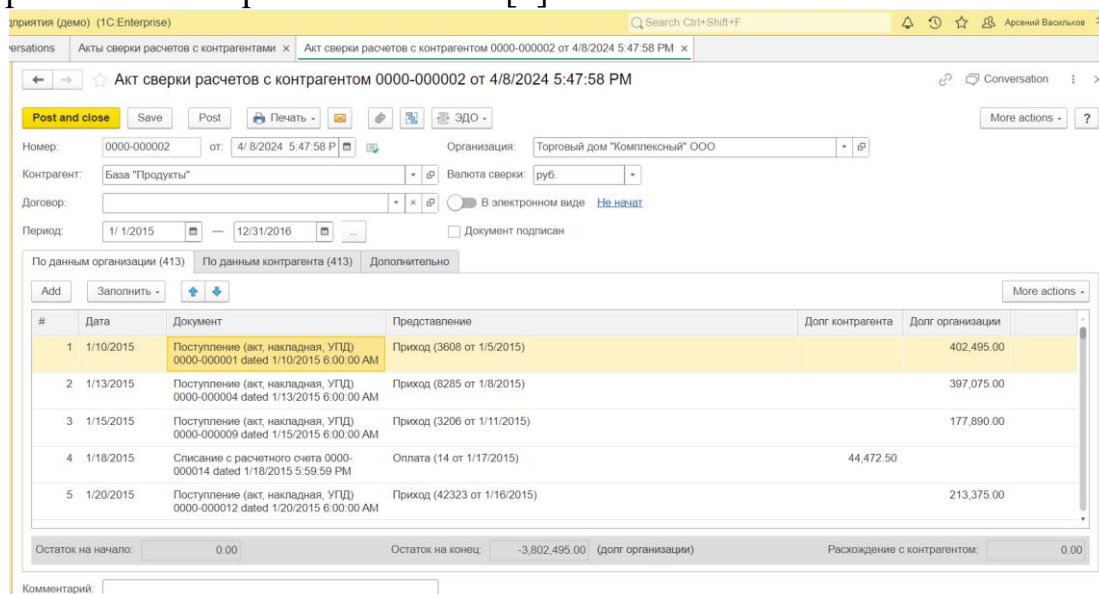 дприятия (демо) (1C:Enterprise) Search Ctrl+Shift+F Арсений Васильков
ersations Акты сверки расчетов с контрагентами × Акт сверки расчетов с контрагентом 0000-000002 от 4/8/2024 5:47:58 PM ×
Акт сверки расчетов с контрагентом 0000-000002 от 4/8/2024 5:47:58 PM Conversation
Post and close Save Post Печать ЭДО More actions ?
Номер: 0000-000002 от: 4/ 8/2024 5:47:58 P Организация: Торговый дом "Комплексный" ООО
Контрагент: База "Продукты" Валюта сверки: руб.
Договор: В электронном виде Не начат
Период: 1/ 1/2015 — 12/31/2016 ... Документ подписан
По данным организации (413) По данным контрагента (413) Дополнительно
Add Заполнить More actions
# Дата Документ Представление Долг контрагента Долг организации
1 1/10/2015 Поступление (акт, накладная, УПД) Приход (3608 от 1/5/2015) 402,495.00
0000-000001 dated 1/10/2015 6:00:00 AM
2 1/13/2015 Поступление (акт, накладная, УПД) Приход (8285 от 1/8/2015) 397,075.00
0000-000004 dated 1/13/2015 6:00:00 AM
3 1/15/2015 Поступление (акт, накладная, УПД) Приход (3206 от 1/11/2015) 177,890.00
0000-000009 dated 1/15/2015 6:00:00 AM
4 1/18/2015 Списание с расчетного счета 0000- Оплата (14 от 1/17/2015) 44,472.50
000014 dated 1/18/2015 5:59:59 PM
5 1/20/2015 Поступление (акт, накладная, УПД) Приход (42323 от 1/16/2015) 213,375.00
0000-000012 dated 1/20/2015 6:00:00 AM
Остаток на начало: 0.00 Остаток на конец: -3,802,495.00 (долг организации) Расхождение с контрагентом: 0.00
Комментарий: